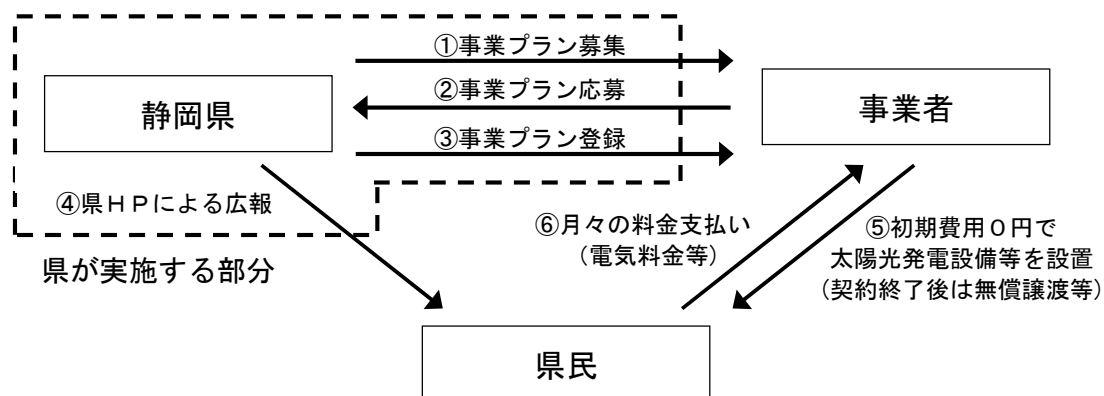 ①事業プラン募集
静岡県
②事業プラン応募
事業者
③事業プラン登録
④県ＨＰによる広報
県が実施する部分
⑥月々の料金支払い
（電気料金等）
⑤初期費用０円で
太陽光発電設備等を設置
（契約終了後は無償譲渡等）
県民